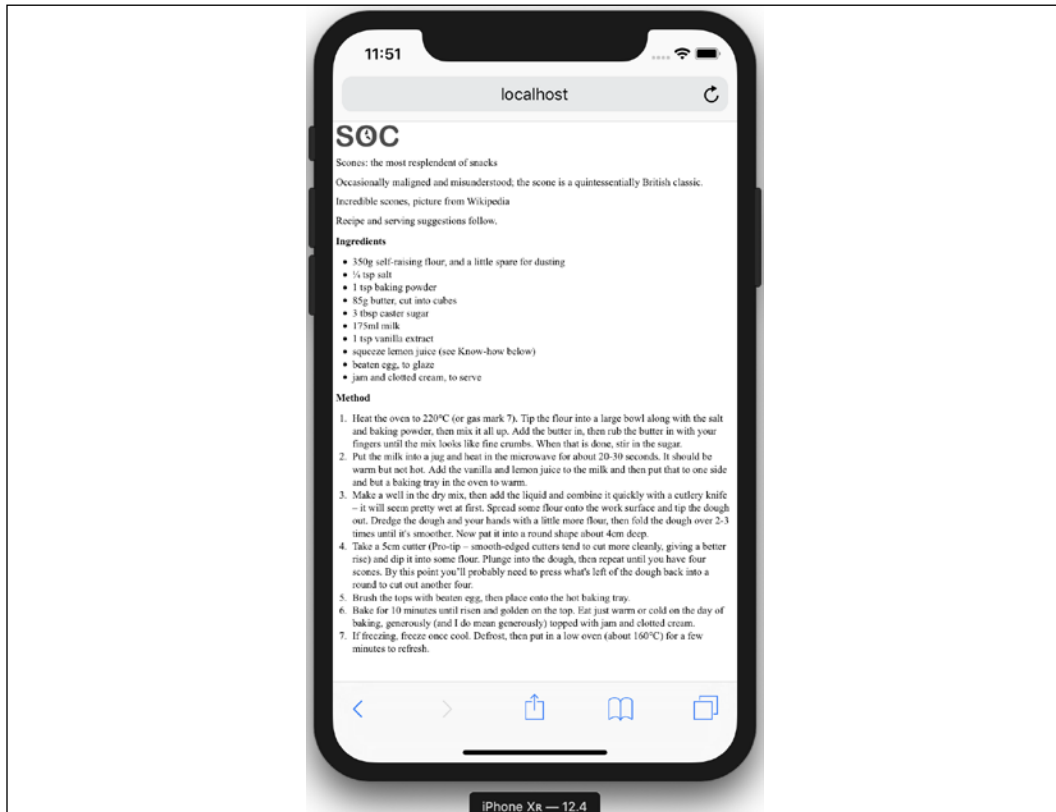 11:51
localhost
SOC
Scones: the most resplendent of snacks
Occasionally maligned and misunderstood; the scone is a quintessentially British classic.
Incredible scones, picture from Wikipedia
Recipe and serving suggestions follow.
Ingredients
• 350g self-raising flour, and a little spare for dusting
• ¼ tsp salt
• 1 tsp baking powder
• 85g butter, cut into cubes
• 3 tbsp caster sugar
• 175ml milk
• 1 tsp vanilla extract
• squeeze lemon juice (see Know-how below)
• beaten egg, to glaze
• jam and clotted cream, to serve
Method
1. Heat the oven to 220°C (or gas mark 7). Tip the flour into a large bowl along with the salt
and baking powder, then mix it all up. Add the butter in, then rub the butter in with your
fingers until the mix looks like fine crumbs. When that is done, stir in the sugar.
2. Put the milk into a jug and heat in the microwave for about 20-30 seconds. It should be
warm but not hot. Add the vanilla and lemon juice to the milk and then put that to one side
and but a baking tray in the oven to warm.
3. Make a well in the dry mix, then add the liquid and combine it quickly with a cutlery knife
– it will seem pretty wet at first. Spread some flour onto the work surface and tip the dough
out. Dredge the dough and your hands with a little more flour, then fold the dough over 2-3
times until it's smoother. Now pat it into a round shape about 4cm deep.
4. Take a 5cm cutter (Pro-tip – smooth-edged cutters tend to cut more cleanly, giving a better
rise) and dip it into some flour. Plunge into the dough, then repeat until you have four
scones. By this point you'll probably need to press what's left of the dough back into a
round to cut out another four.
5. Brush the tops with beaten egg, then place onto the hot baking tray.
6. Bake for 10 minutes until risen and golden on the top. Eat just warm or cold on the day of
baking, generously (and I do mean generously) topped with jam and clotted cream.
7. If freezing, freeze once cool. Defrost, then put in a low oven (about 160°C) for a few
minutes to refresh.
iPhone XR — 12.4